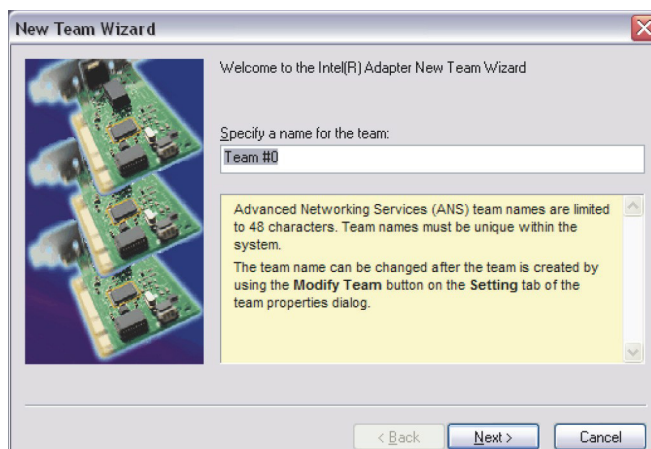 New Team Wizard
Welcome to the Intel(R) Adapter New Team Wizard
Specify a name for the team:
Team #0
Advanced Networking Services (ANS) team names are limited
to 48 characters. Team names must be unique within the
system.
The team name can be changed after the team is created by
using the Modify Team button on the Setting tab of the
team properties dialog.
< Back
Next >
Cancel